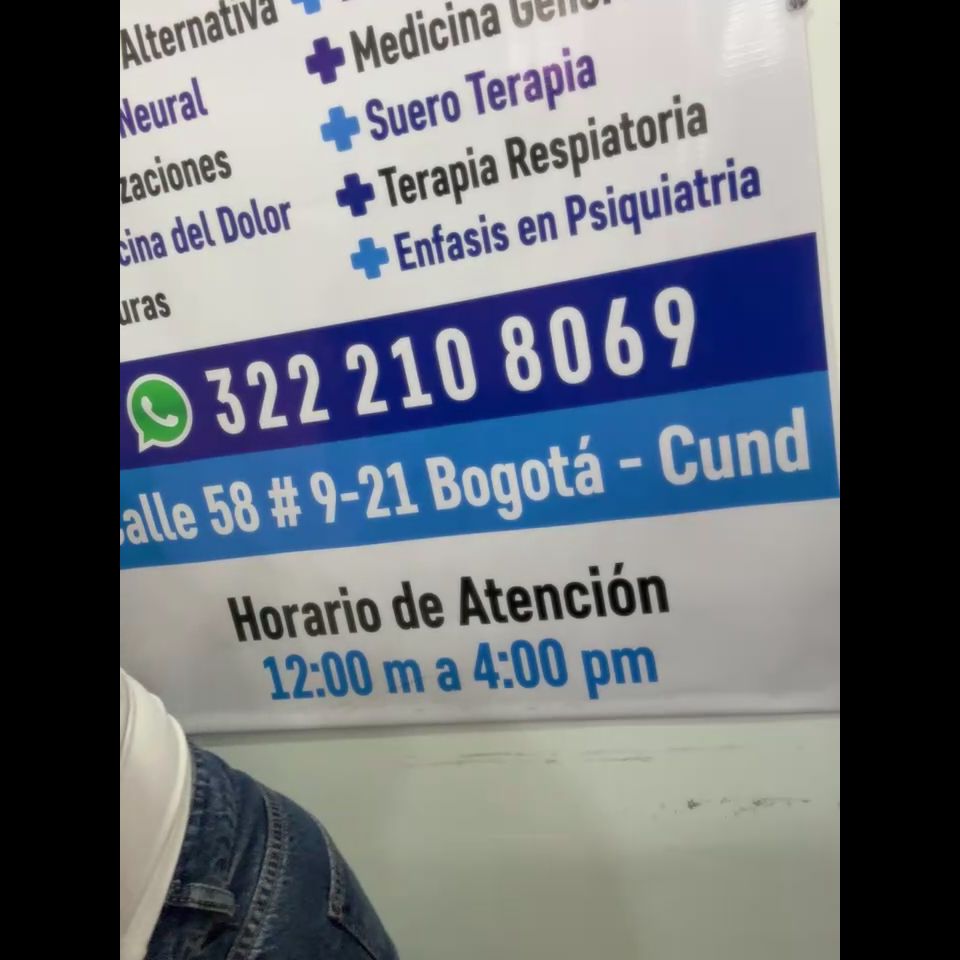 Alternativa
Medicina
Neural
Suero Terapia
zaciones
Terapia Respiatoria
cina del Dolor
Enfasis en Psiquiatria
uras
322 210 8069
alle 58 # 9-21 Bogotá - Cund
Horario de Atención
12:00 m a 4:00 pm